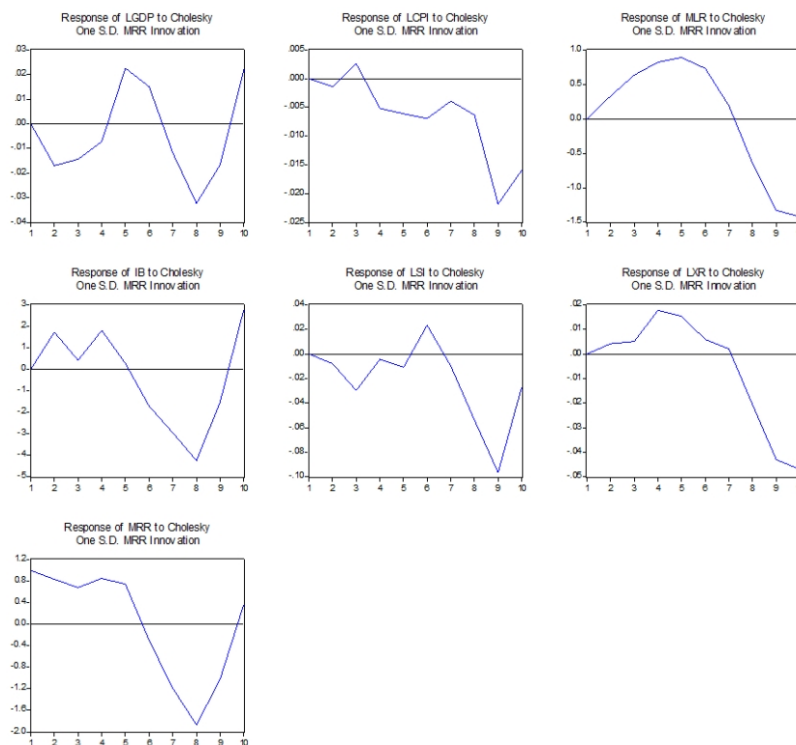 Response of LGDP to Cholesky
One S.D. MRR Innovation
.03
.02
.01
.00
-.01
-.02
-.03
-.04
1 2 3 4 5 6 7 8 9 10
Response of LCPI to Cholesky
One S.D. MRR Innovation
.005
.000
-.005
-.010
-.015
-.020
-.025
1 2 3 4 5 6 7 8 9 10
Response of MLR to Cholesky
One S.D. MRR Innovation
1.0
0.5
0.0
-0.5
-1.0
-1.5
1 2 3 4 5 6 7 8 9
Response of IB to Cholesky
One S.D. MRR Innovation
3
2
1
0
-1
-2
-3
-4
-5
1 2 3 4 5 6 7 8 9 10
Response of LSI to Cholesky
One S.D. MRR Innovation
.04
.02
.00
-.02
-.04
-.06
-.08
-.10
1 2 3 4 5 6 7 8 9 10
Response of LXR to Cholesky
One S.D. MRR Innovation
.02
.01
.00
-.01
-.02
-.03
-.04
-.05
1 2 3 4 5 6 7 8 9
Response of MRR to Cholesky
One S.D. MRR Innovation
1.2
0.8
0.4
0.0
-0.4
-0.8
-1.2
-1.6
-2.0
1 2 3 4 5 6 7 8 9 10